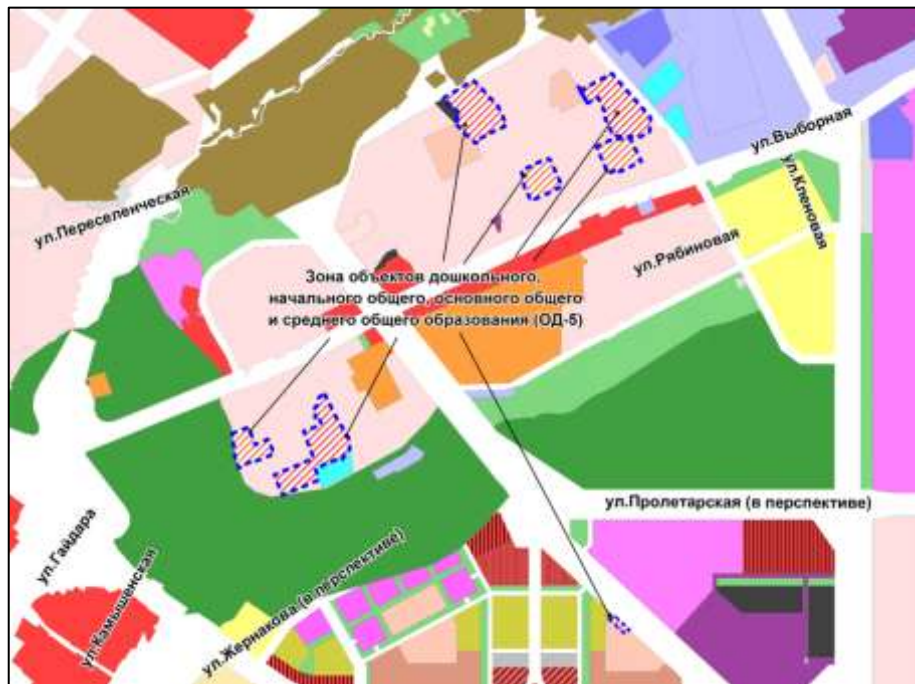 ул.Выборная
ул.Кленовая
ул.Переселенческая
ул.Рябиновая
Зона объектов дошкольного,
начального общего, основного общего
и среднего общего образования (ОД-5)
ул.Пролетарская (в перспективе)
ул.Гайдара
ул.Камышенская
ул.Жернакова (в перспективе)